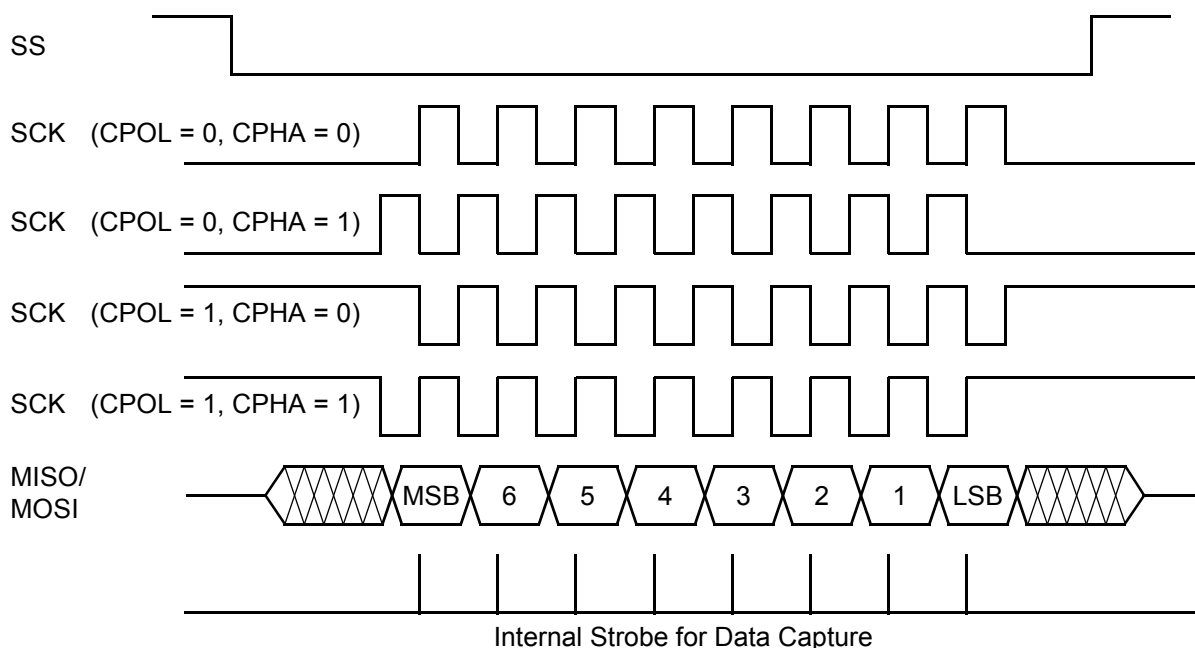 SS
SCK (CPOL = 0, CPHA = 0)
SCK (CPOL = 0, CPHA = 1)
SCK (CPOL = 1, CPHA = 0)
SCK (CPOL = 1, CPHA = 1)
MISO/
MOSI
MSB 6 5 4 3 2 1 LSB
Internal Strobe for Data Capture